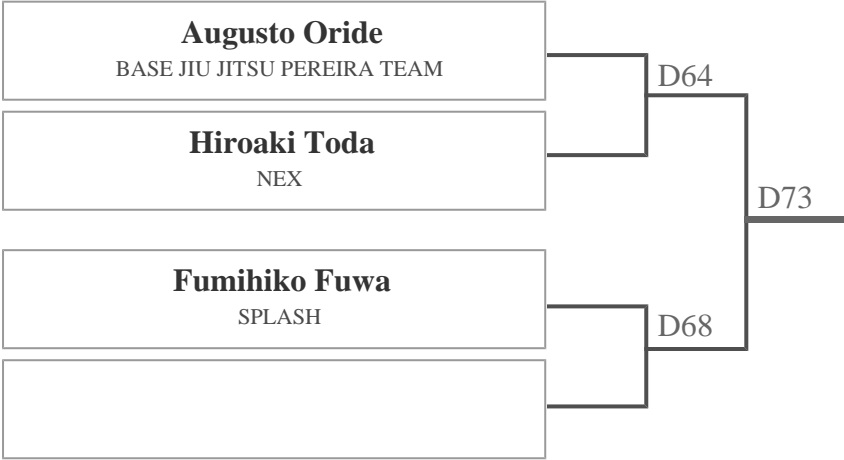 Augusto Oride
BASE JIU JITSU PEREIRA TEAM
D64
Hiroaki Toda
NEX
D73
Fumihiko Fuwa
SPLASH
D68